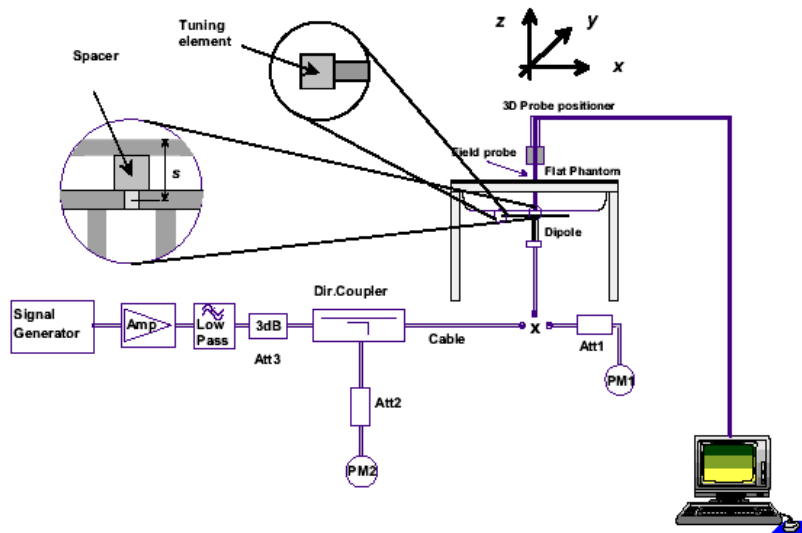 Tuning
element
Spacer
s
z
y
x
3D Probe positioner
Field probe
Flat Phantom
Dipole
Dir.Coupler
Signal
Generator
Amp
Low
Pass
3dB
Att3
Cable
x
Att1
PM1
Att2
PM2